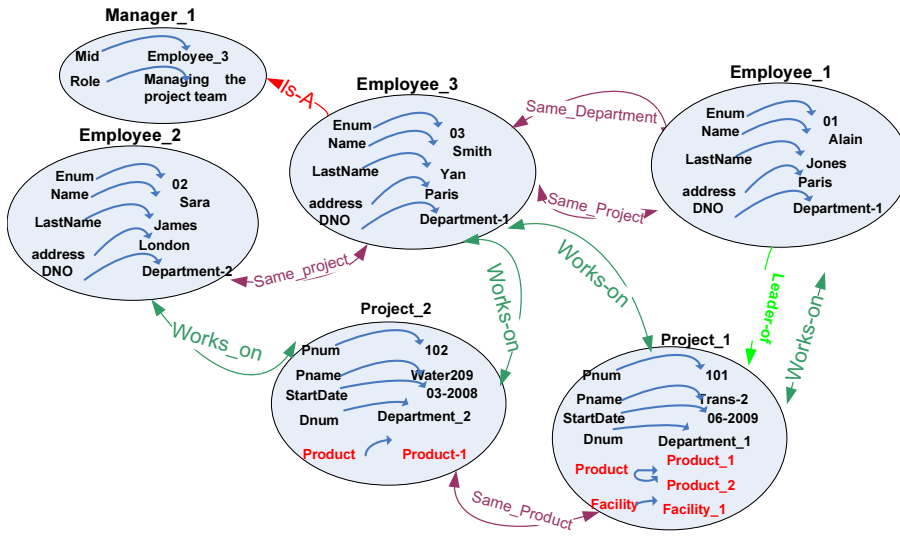 Manager_1
Mid Employee_3
Role Managing the
project team
Is-A
Employee_2
Enum 02
Name Sara
LastName James
address London
DNO Department-2
Employee_3
Enum 03
Name Smith
LastName Yan
address Paris
DNO Department-1
Employee_1
Enum 01
Name Alain
LastName Jones
address Paris
DNO Department-1
Same_Department
Same_Project
Same_project
Works_on
Works-on
Works-on
Leader-of
Works-on
Project_2
Pnum 102
Pname Water209
StartDate 03-2008
Dnum Department_2
Product Product-1
Project_1
Pnum 101
Pname Trans-2
StartDate 06-2009
Dnum Department_1
Product Product_1
Product_2
Facility Facility_1
Same_Product